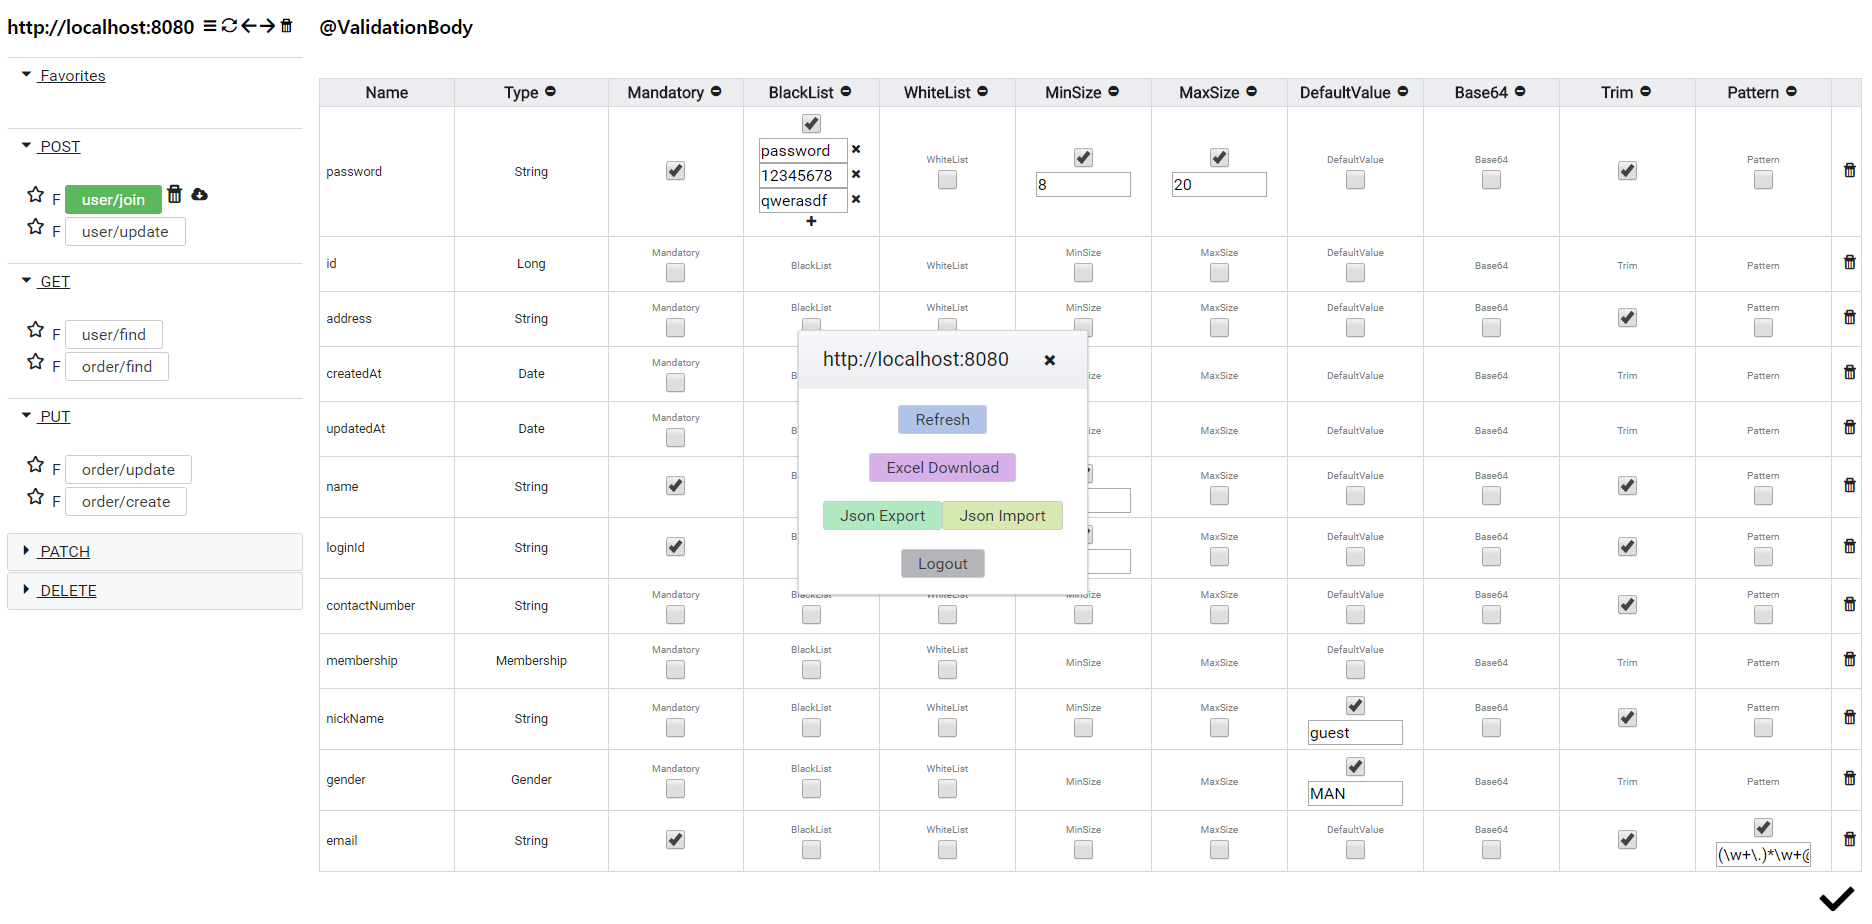 http://localhost:8080
@ValidationBody
Favorites
POST
F user/join
F user/update
GET
F user/find
F order/find
PUT
F order/update
F order/create
PATCH
DELETE
Name Type Mandatory BlackList WhiteList MinSize MaxSize DefaultValue Base64 Trim Pattern
password String password WhiteList 8 20 DefaultValue Base64 Pattern
12345678
qwerasdf
id Long Mandatory BlackList WhiteList MinSize MaxSize DefaultValue Base64 Trim Pattern
address String Mandatory BlackList WhiteList MinSize MaxSize DefaultValue Base64 Pattern
createdAt Date Mandatory MaxSize DefaultValue Base64 Trim Pattern
updatedAt Date Mandatory MaxSize DefaultValue Base64 Trim Pattern
name String MaxSize DefaultValue Base64 Pattern
loginId String MaxSize DefaultValue Base64 Pattern
contactNumber String Mandatory BlackList WhiteList MinSize MaxSize DefaultValue Base64 Pattern
membership Membership Mandatory BlackList WhiteList MinSize MaxSize DefaultValue Base64 Trim Pattern
nickName String Mandatory BlackList WhiteList MinSize MaxSize guest Base64 Pattern
gender Gender Mandatory BlackList WhiteList MinSize MaxSize MAN Base64 Trim Pattern
email String BlackList WhiteList MinSize MaxSize DefaultValue Base64 (\w+\.)*\w+@
http://localhost:8080
Refresh
Excel Download
Json Export Json Import
Logout